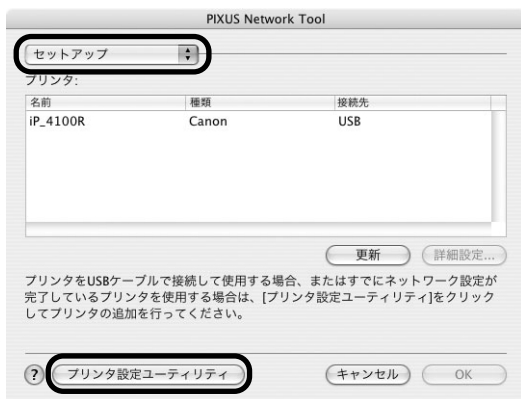 PIXUS Network Tool
セットアップ
プリンタ:
名前 種類 接続先
iP_4100R Canon USB
更新 詳細設定...
プリンタをUSBケーブルで接続して使用する場合、またはすでにネットワーク設定が
完了しているプリンタを使用する場合は、[プリンタ設定ユーティリティ]をクリック
してプリンタの追加を行ってください。
? プリンタ設定ユーティリティ キャンセル OK